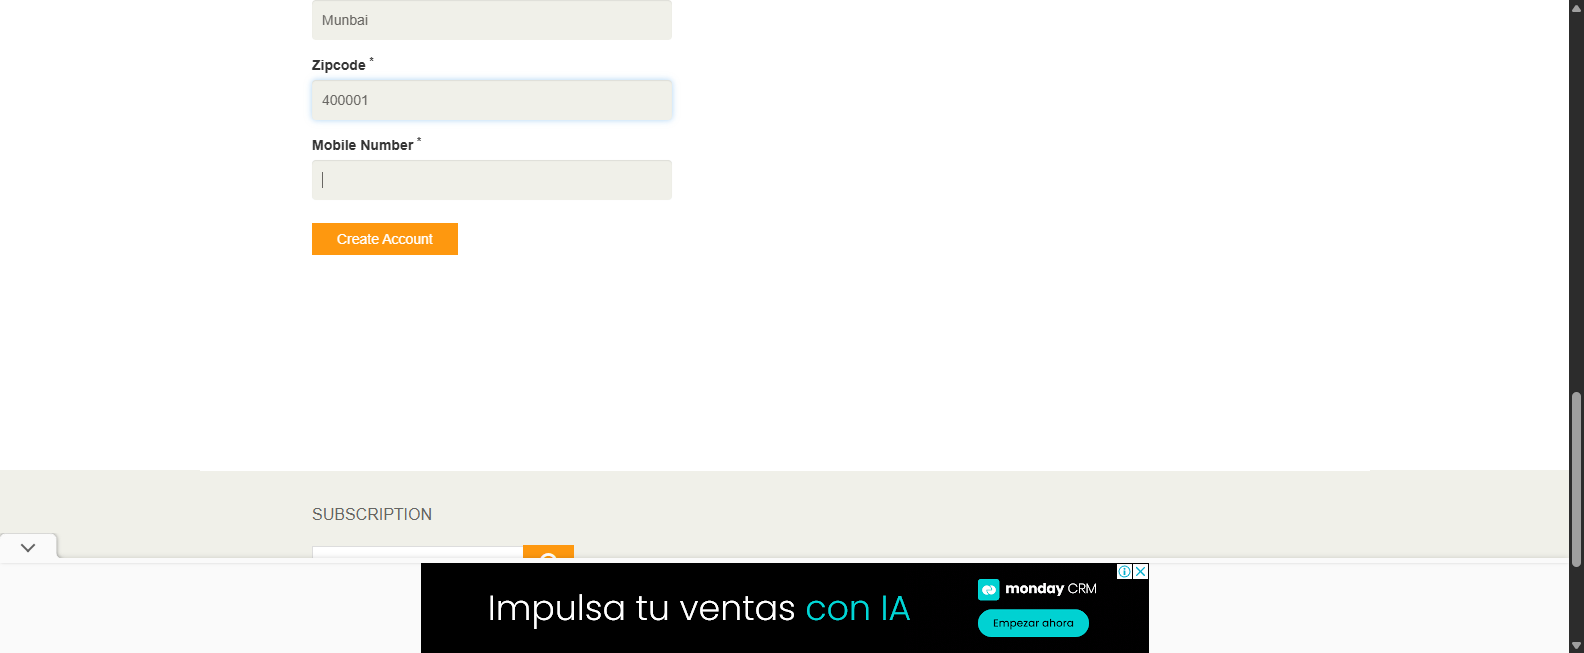 Munbai
Zipcode *
400001
Mobile Number *
Create Account
SUBSCRIPTION
Impulsa tu ventas con IA
monday CRM
Empezar ahora